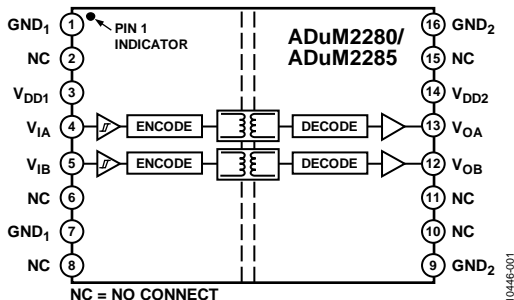 GND1 1
PIN 1
INDICATOR
ADuM2280/
ADuM2285
16 GND2
NC 2
15 NC
VDD1 3
14 VDD2
VIA 4
ENCODE
DECODE
13 VOA
VIB 5
ENCODE
DECODE
12 VOB
NC 6
11 NC
GND1 7
10 NC
NC 8
9 GND2
NC = NO CONNECT
10446-001